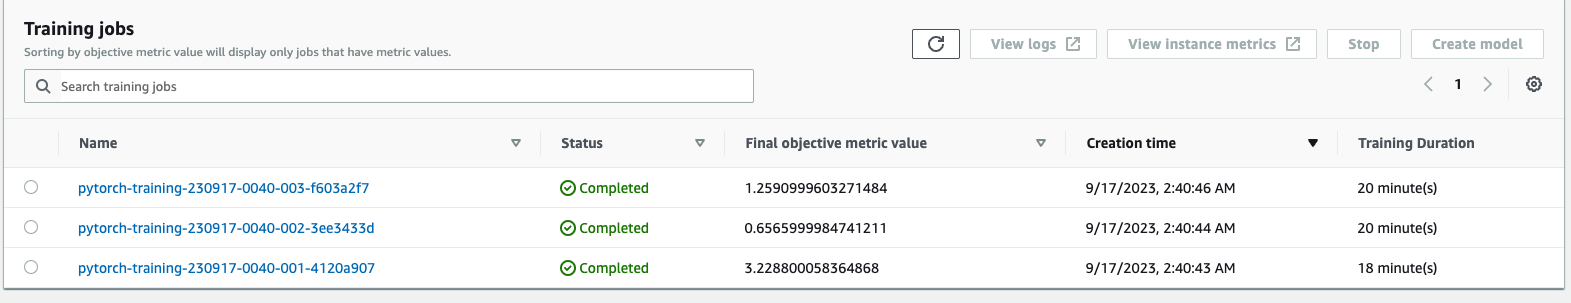 Training jobs
Sorting by objective metric value will display only jobs that have metric values.
View logs
View instance metrics
Stop
Create model
Search training jobs
1
Name Status Final objective metric value Creation time Training Duration
pytorch-training-230917-0040-003-f603a2f7 Completed 1.2590999603271484 9/17/2023, 2:40:46 AM 20 minute(s)
pytorch-training-230917-0040-002-3ee3433d Completed 0.6565999984741211 9/17/2023, 2:40:44 AM 20 minute(s)
pytorch-training-230917-0040-001-4120a907 Completed 3.228800058364868 9/17/2023, 2:40:43 AM 18 minute(s)